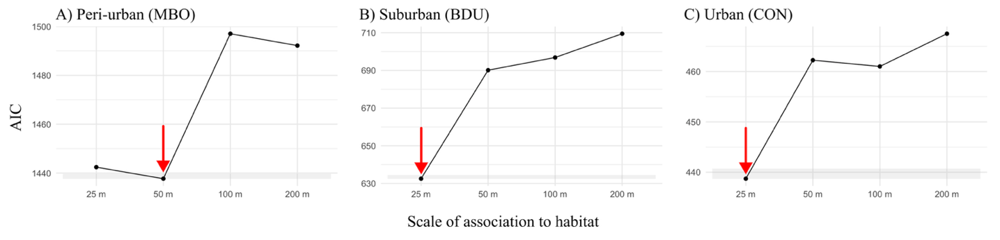 A) Peri-urban (MBO)
B) Suburban (BDU)
C) Urban (CON)
AIC
1500
1480
1460
1440
25 m
50 m
100 m
200 m
710
690
670
650
630
25 m
50 m
100 m
200 m
460
450
440
25 m
50 m
100 m
200 m
Scale of association to habitat